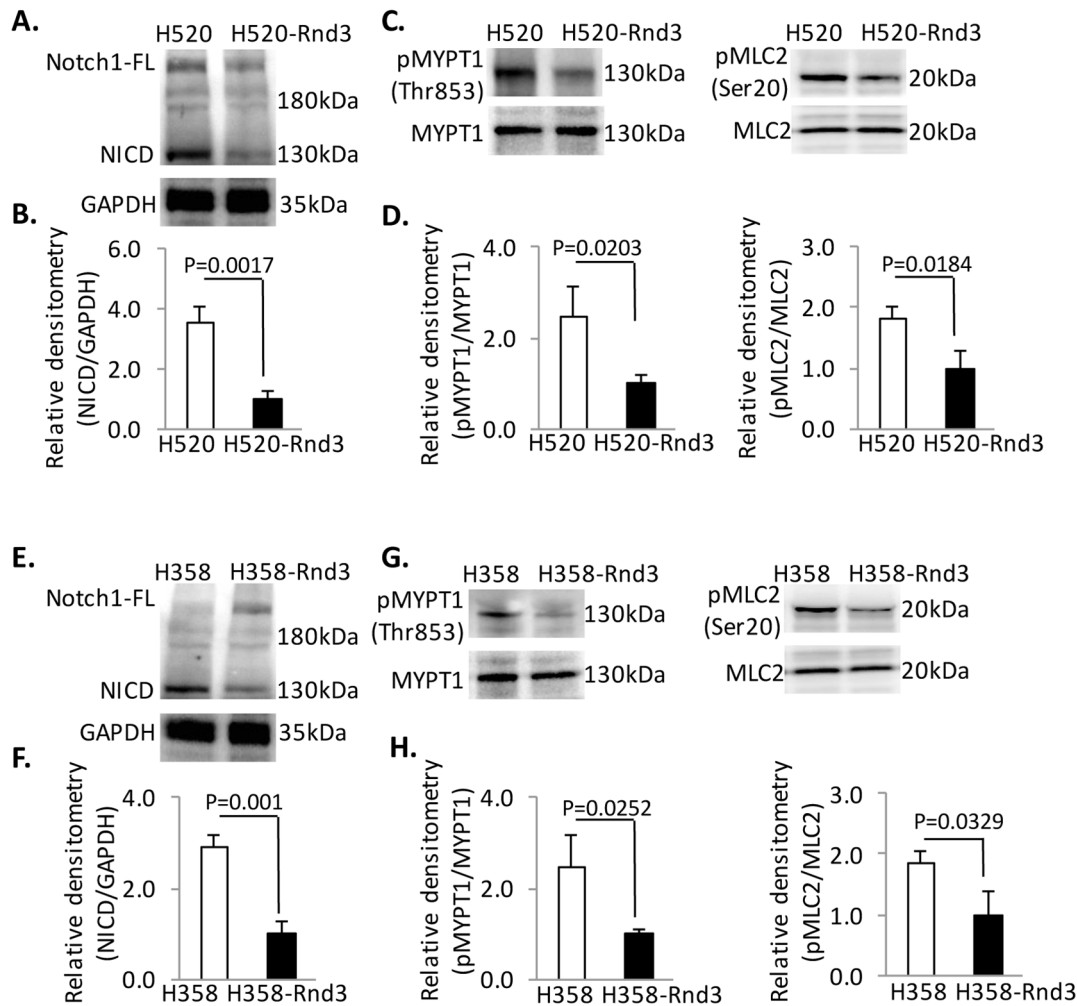 A.
H520 H520-Rnd3
Notch1-FL
180kDa
NICD 130kDa
GAPDH 35kDa
B.
Relative densitometry
(NICD/GAPDH)
6.0
4.0
2.0
0.0
P=0.0017
H520 H520-Rnd3
C.
H520 H520-Rnd3
pMYPT1
(Thr853)
130kDa
MYPT1 130kDa
H520 H520-Rnd3
pMLC2
(Ser20)
20kDa
MLC2 20kDa
D.
Relative densitometry
(pMYPT1/MYPT1)
4.0
2.0
0.0
P=0.0203
H520 H520-Rnd3
Relative densitometry
(pMLC2/MLC2)
3.0
2.0
1.0
0.0
P=0.0184
H520 H520-Rnd3
E.
H358 H358-Rnd3
Notch1-FL
180kDa
NICD 130kDa
GAPDH 35kDa
F.
Relative densitometry
(NICD/GAPDH)
4.0
2.0
0.0
P=0.001
H358 H358-Rnd3
G.
H358 H358-Rnd3
pMYPT1
(Thr853)
130kDa
MYPT1 130kDa
H358 H358-Rnd3
pMLC2
(Ser20)
20kDa
MLC2 20kDa
H.
Relative densitometry
(pMYPT1/MYPT1)
4.0
2.0
0.0
P=0.0252
H358 H358-Rnd3
Relative densitometry
(pMLC2/MLC2)
3.0
2.0
1.0
0.0
P=0.0329
H358 H358-Rnd3